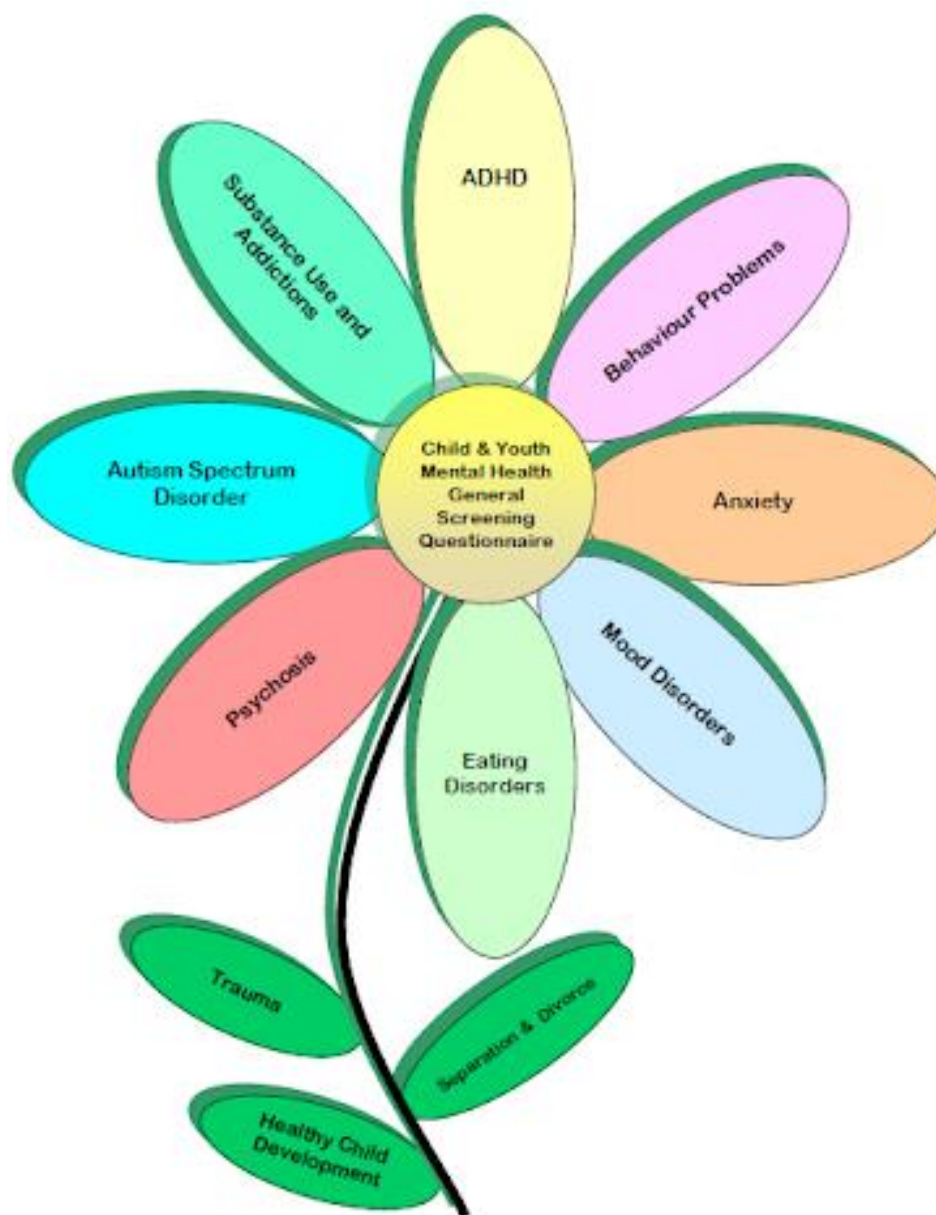 ADHD
Substance Use and
Addictions
Behaviour Problems
Child & Youth
Mental Health
General
Screening
Questionnaire
Autism Spectrum
Disorder
Anxiety
Psychosis
Mood Disorders
Eating
Disorders
Trauma
Separation & Divorce
Healthy Child
Development